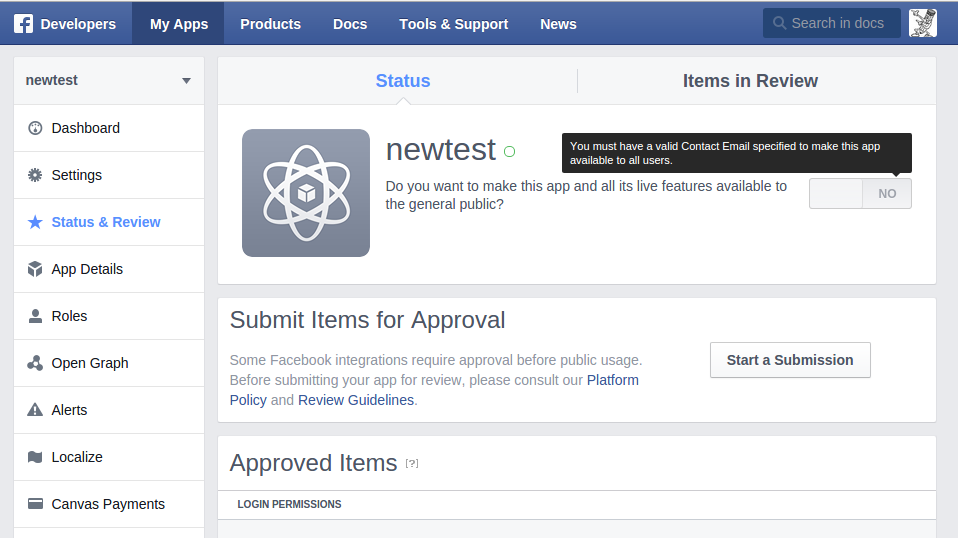 Developers
My Apps
Products
Docs
Tools & Support
News
Search in docs
newtest
Dashboard
Settings
Status & Review
App Details
Roles
Open Graph
Alerts
Localize
Canvas Payments
Status
Items in Review
newtest
You must have a valid Contact Email specified to make this app
available to all users.
Do you want to make this app and all its live features available to
the general public?
NO
Submit Items for Approval
Some Facebook integrations require approval before public usage.
Before submitting your app for review, please consult our Platform
Policy and Review Guidelines.
Start a Submission
Approved Items [?]
LOGIN PERMISSIONS